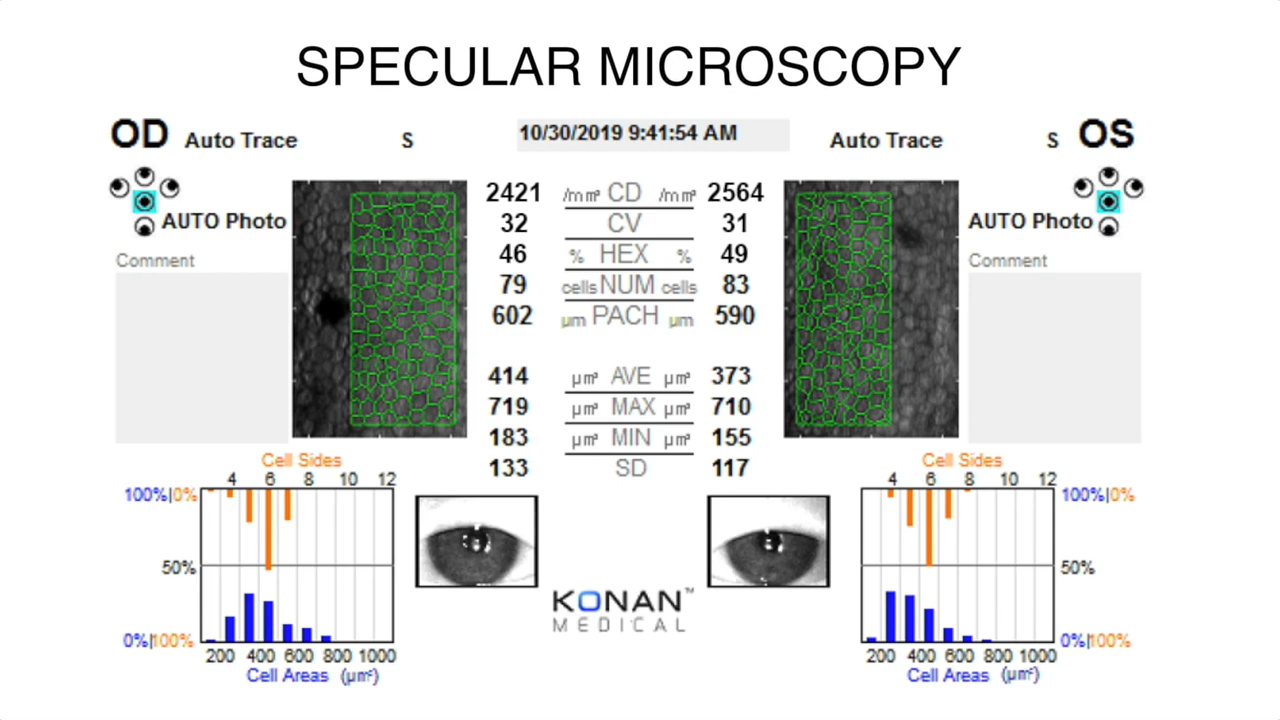 SPECULAR MICROSCOPY
OD Auto Trace S 10/30/2019 9:41:54 AM Auto Trace S OS
2421 /mm² CD /mm² 2564
32 CV 31
AUTO Photo AUTO Photo
46 % HEX % 49
Comment Comment
79 cells NUM cells 83
602 µm PACH µm 590
414 µm² AVE µm² 373
719 µm² MAX µm² 710
183 µm² MIN µm² 155
133 SD 117
Cell Sides Cell Sides
4 6 8 10 12 4 6 8 10 12
100%|0% 100%|0%
50% 50%
KONAN™
MEDICAL
0%|100% 0%|100%
200 400 600 800 1000 200 400 600 800 1000
Cell Areas (µm²) Cell Areas (µm²)